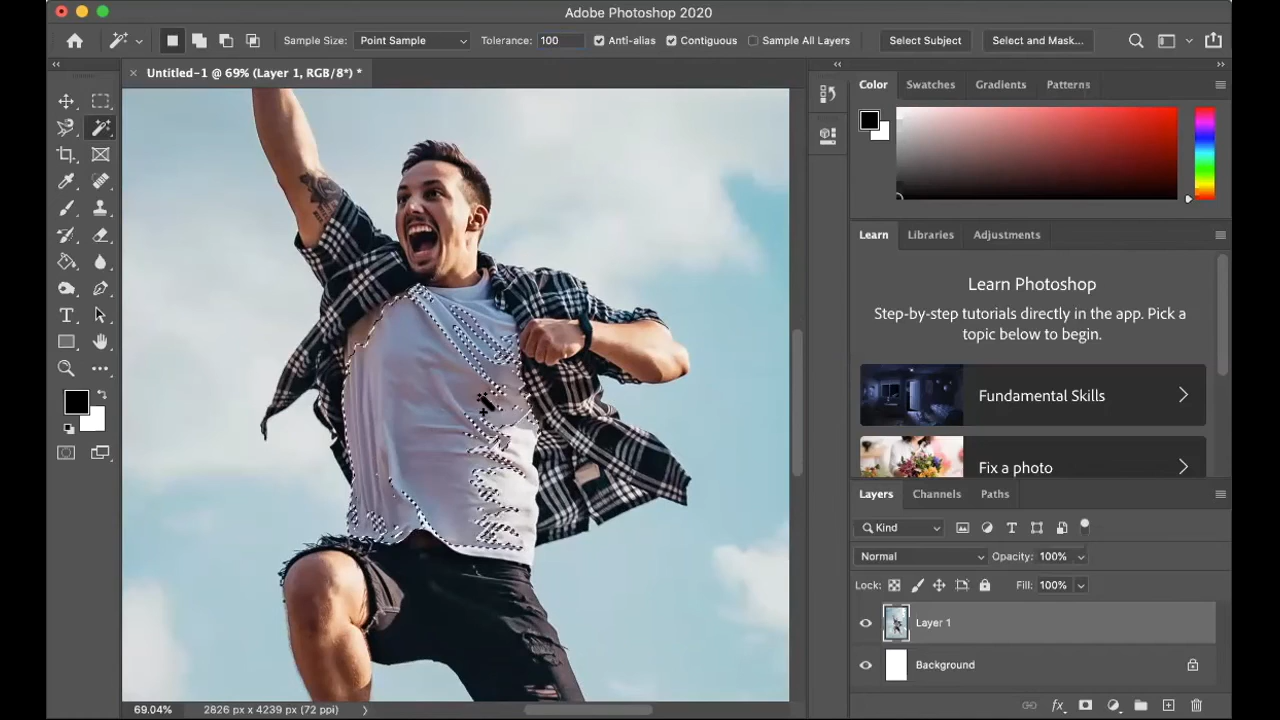 Adobe Photoshop 2020
Sample Size: Point Sample Tolerance: 100 Anti-alias Contiguous Sample All Layers Select Subject Select and Mask...
Untitled-1 @ 69% (Layer 1, RGB/8*) *
Color Swatches Gradients Patterns
Learn Libraries Adjustments
Learn Photoshop
Step-by-step tutorials directly in the app. Pick a
topic below to begin.
Fundamental Skills
Fix a photo
Layers Channels Paths
Kind
Normal Opacity: 100%
Lock: Fill: 100%
Layer 1
Background
69.04% 2826 px x 4239 px (72 ppi)